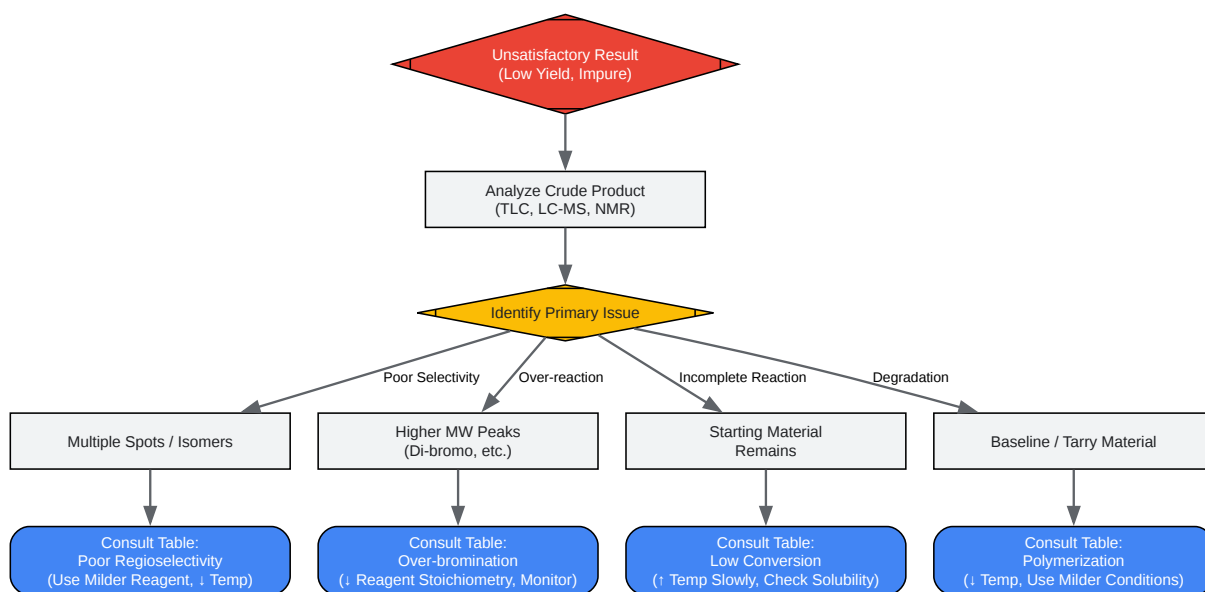 Unsatisfactory Result
(Low Yield, Impure)
Analyze Crude Product
(TLC, LC-MS, NMR)
Identify Primary Issue
Poor Selectivity
Over-reaction
Incomplete Reaction
Degradation
Multiple Spots / Isomers
Higher MW Peaks
(Di-bromo, etc.)
Starting Material
Remains
Baseline / Tarry Material
Consult Table:
Poor Regioselectivity
(Use Milder Reagent, ↓ Temp)
Consult Table:
Over-bromination
(↓ Reagent Stoichiometry, Monitor)
Consult Table:
Low Conversion
(↑ Temp Slowly, Check Solubility)
Consult Table:
Polymerization
(↓ Temp, Use Milder Conditions)